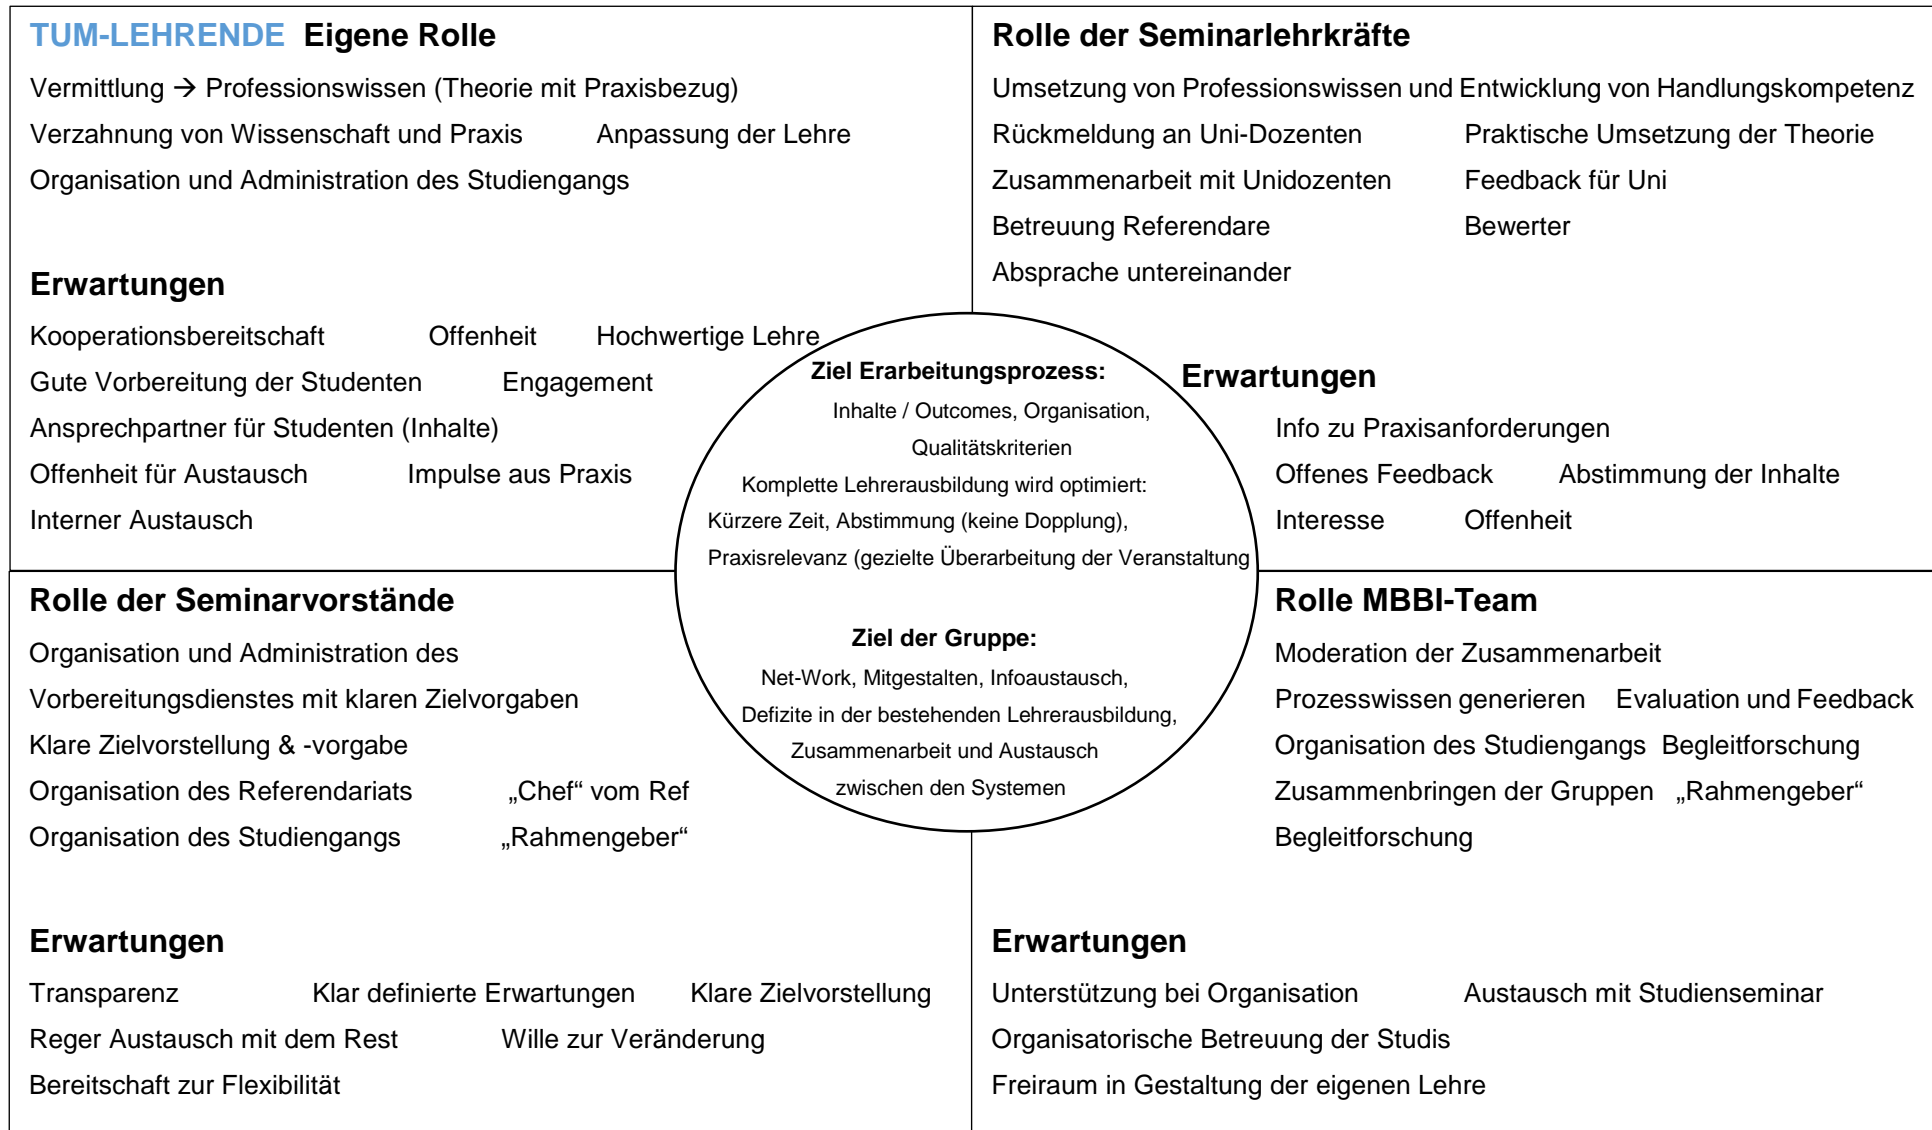 TUM-LEHRENDE Eigene Rolle
Vermittlung → Professionswissen (Theorie mit Praxisbezug)
Verzahnung von Wissenschaft und Praxis Anpassung der Lehre
Organisation und Administration des Studiengangs
Erwartungen
Kooperationsbereitschaft Offenheit Hochwertige Lehre
Gute Vorbereitung der Studenten Engagement
Ansprechpartner für Studenten (Inhalte)
Offenheit für Austausch Impulse aus Praxis
Interner Austausch
Rolle der Seminarlehrkräfte
Umsetzung von Professionswissen und Entwicklung von Handlungskompetenz
Rückmeldung an Uni-Dozenten Praktische Umsetzung der Theorie
Zusammenarbeit mit Unidozenten Feedback für Uni
Betreuung Referendare Bewerter
Absprache untereinander
Erwartungen
Info zu Praxisanforderungen
Offenes Feedback Abstimmung der Inhalte
Interesse Offenheit
Ziel Erarbeitungsprozess:
Inhalte / Outcomes, Organisation,
Qualitätskriterien
Komplette Lehrerausbildung wird optimiert:
Kürzere Zeit, Abstimmung (keine Dopplung),
Praxisrelevanz (gezielte Überarbeitung der Veranstaltung
Ziel der Gruppe:
Net-Work, Mitgestalten, Infoaustausch,
Defizite in der bestehenden Lehrerausbildung,
Zusammenarbeit und Austausch
zwischen den Systemen
Rolle der Seminarvorstände
Organisation und Administration des
Vorbereitungsdienstes mit klaren Zielvorgaben
Klare Zielvorstellung & -vorgabe
Organisation des Referendariats „Chef“ vom Ref
Organisation des Studiengangs „Rahmengeber“
Erwartungen
Transparenz Klar definierte Erwartungen Klare Zielvorstellung
Reger Austausch mit dem Rest Wille zur Veränderung
Bereitschaft zur Flexibilität
Rolle MBBI-Team
Moderation der Zusammenarbeit
Prozesswissen generieren Evaluation und Feedback
Organisation des Studiengangs Begleitforschung
Zusammenbringen der Gruppen „Rahmengeber“
Begleitforschung
Erwartungen
Unterstützung bei Organisation Austausch mit Studienseminar
Organisatorische Betreuung der Studis
Freiraum in Gestaltung der eigenen Lehre